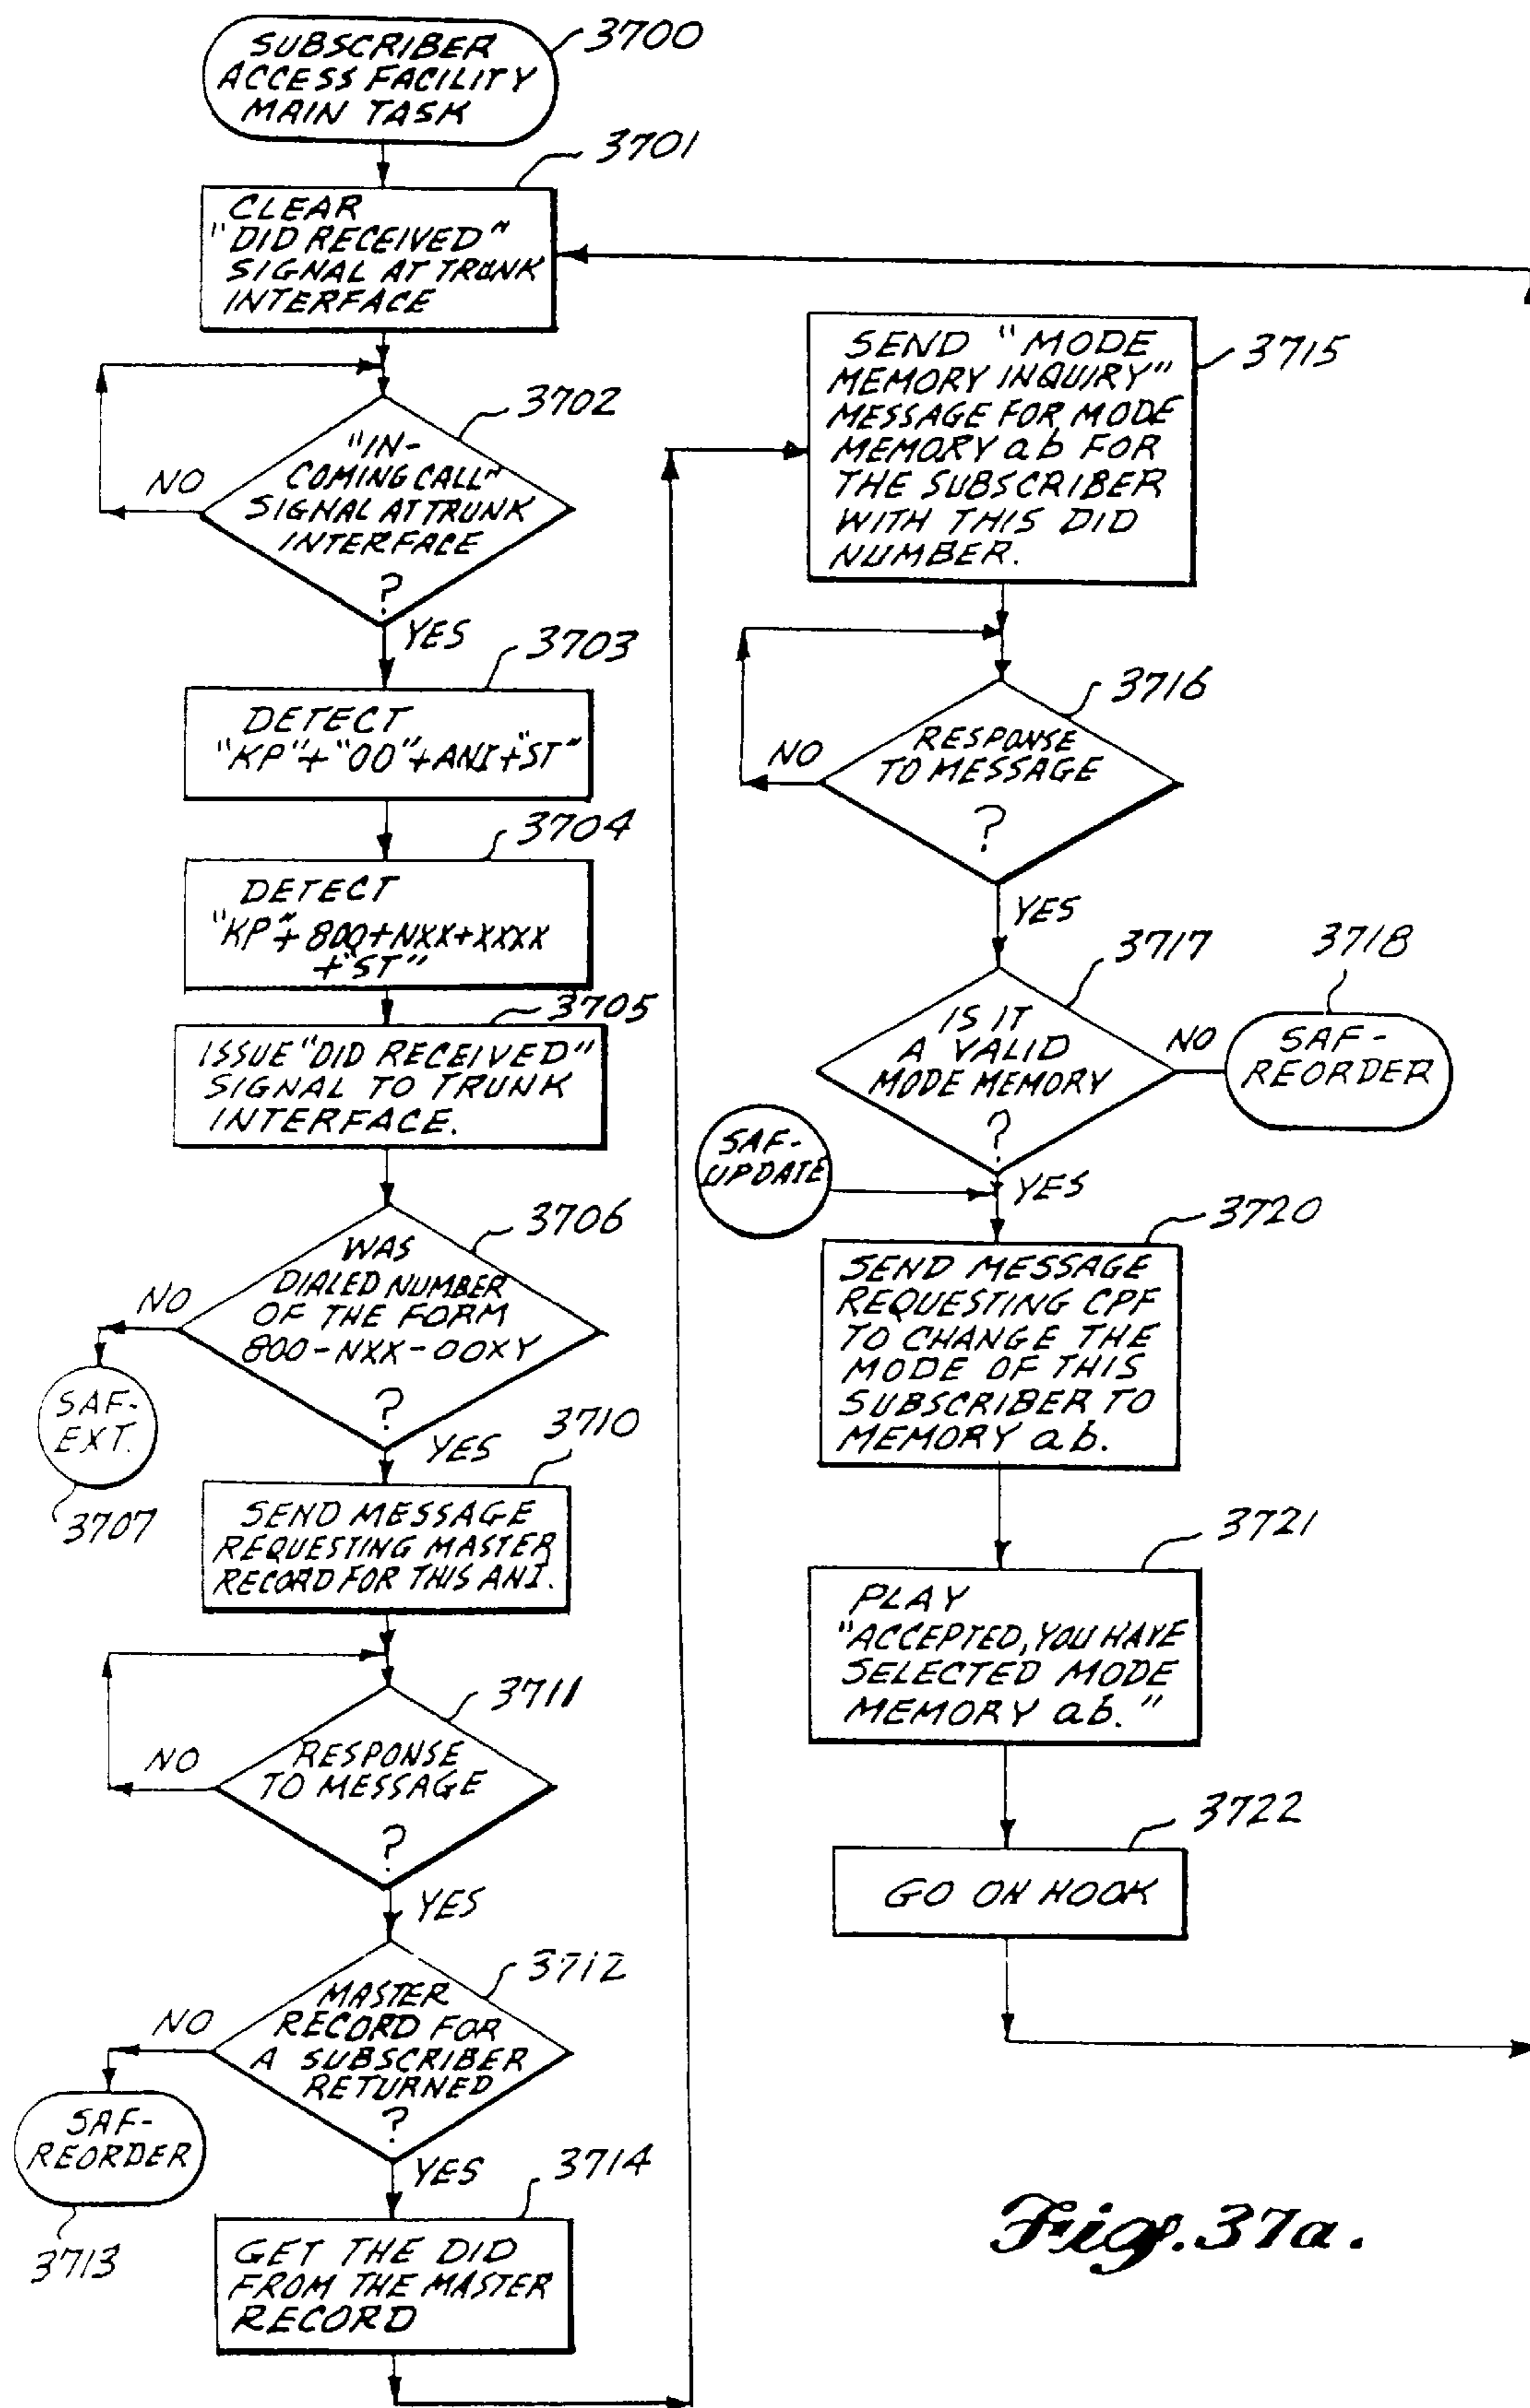 SUBSCRIBER
ACCESS FACILITY
MAIN TASK
3700
3701
CLEAR
"DID RECEIVED"
SIGNAL AT TRUNK
INTERFACE
3702
"IN-
COMING CALL"
SIGNAL AT TRUNK
INTERFACE
?
NO
YES
3703
DETECT
"KP"+"00"+ANI+"ST"
3704
DETECT
"KP"+800+NXX+XXXX
+"ST"
3705
ISSUE "DID RECEIVED"
SIGNAL TO TRUNK
INTERFACE.
3706
WAS
DIALED NUMBER
OF THE FORM
800-NXX-00XY
?
NO
SAF-
EXT.
3707
YES
3710
SEND MESSAGE
REQUESTING MASTER
RECORD FOR THIS ANI.
3711
RESPONSE
TO MESSAGE
?
NO
YES
3712
MASTER
RECORD FOR
A SUBSCRIBER
RETURNED
?
NO
SAF-
REORDER
3713
YES
3714
GET THE DID
FROM THE MASTER
RECORD
SEND "MODE
MEMORY INQUIRY"
MESSAGE FOR MODE
MEMORY ab FOR
THE SUBSCRIBER
WITH THIS DID
NUMBER.
3715
3716
RESPONSE
TO MESSAGE
?
NO
YES
3717
IS IT
A VALID
MODE MEMORY
?
NO
3718
SAF-
REORDER
SAF-
UPDATE
YES
3720
SEND MESSAGE
REQUESTING CPF
TO CHANGE THE
MODE OF THIS
SUBSCRIBER TO
MEMORY ab.
3721
PLAY
"ACCEPTED, YOU HAVE
SELECTED MODE
MEMORY ab."
3722
GO ON HOOK
Fig. 37a.